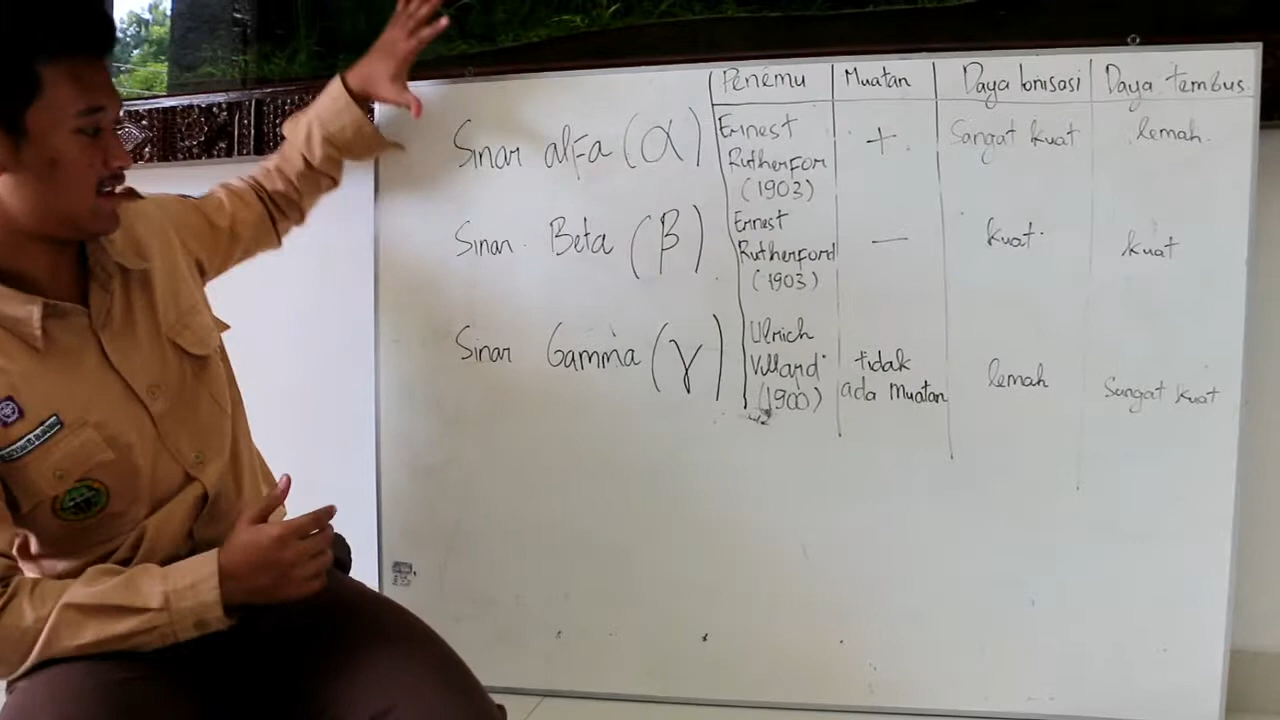 Penemu Muatan Daya Ionisasi Daya tembus
Sinar alfa (α) Ernest + Sangat kuat lemah
Rutherfor
(1903)
Sinar Beta (β) Ernest — kuat kuat
Rutherford
(1903)
Sinar Gamma (γ) Ulrich tidak lemah Sangat kuat
Villard ada Muatan
(1900)